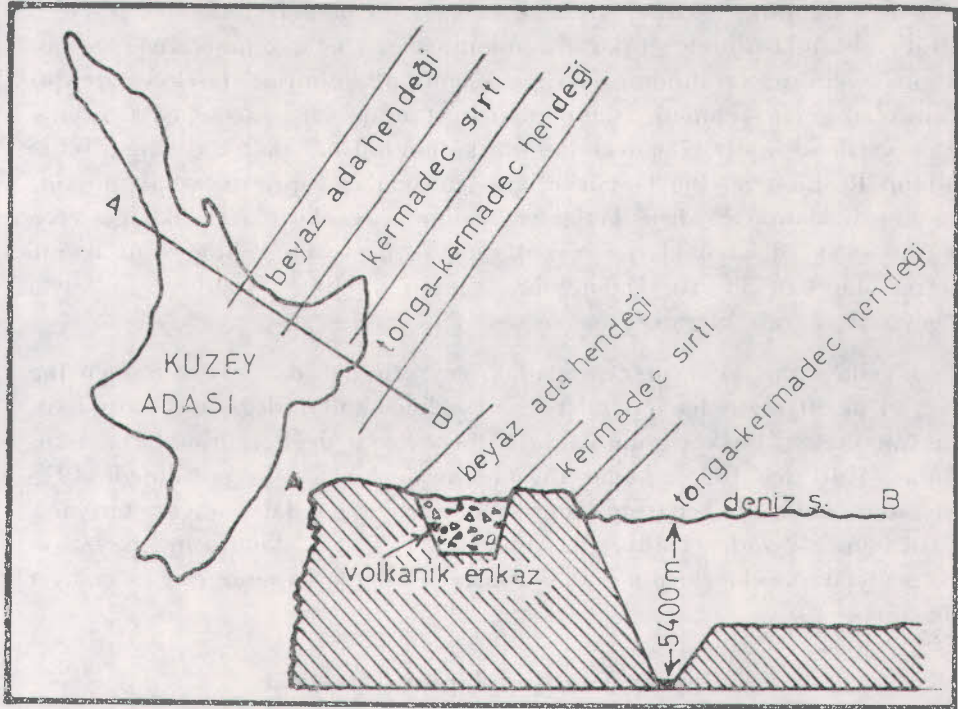 beyaz ada hendeği
kermadec sırtı
tonga-kermadec hendeği
A
B
KUZEY
ADASI
beyaz ada hendeği
kermadec sırtı
tonga-kermadec hendeği
A
deniz s.
B
volkanik enkaz
5400m